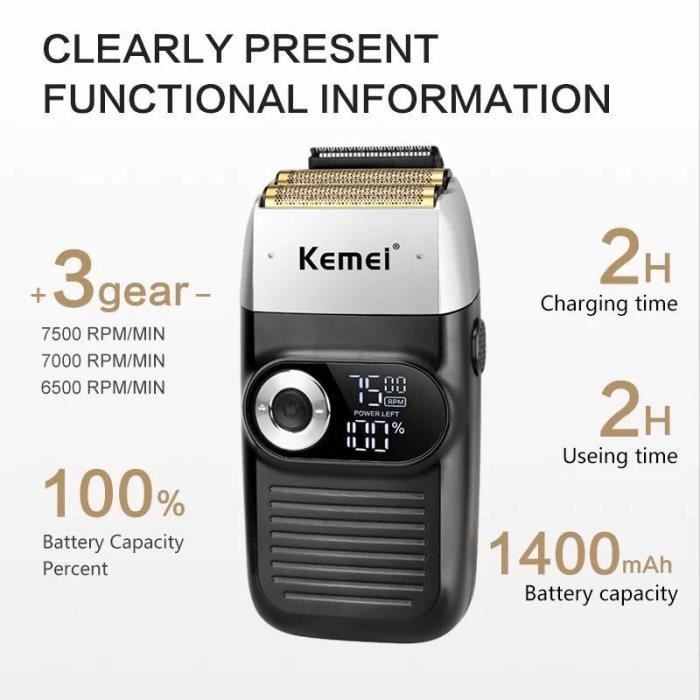 CLEARLY PRESENT
FUNCTIONAL INFORMATION
Kemei®
+3gear-
7500 RPM/MIN
7000 RPM/MIN
6500 RPM/MIN
2H
Charging time
7500
RPM
POWER LEFT
100%
2H
Useing time
100%
Battery Capacity
Percent
1400mAh
Battery capacity